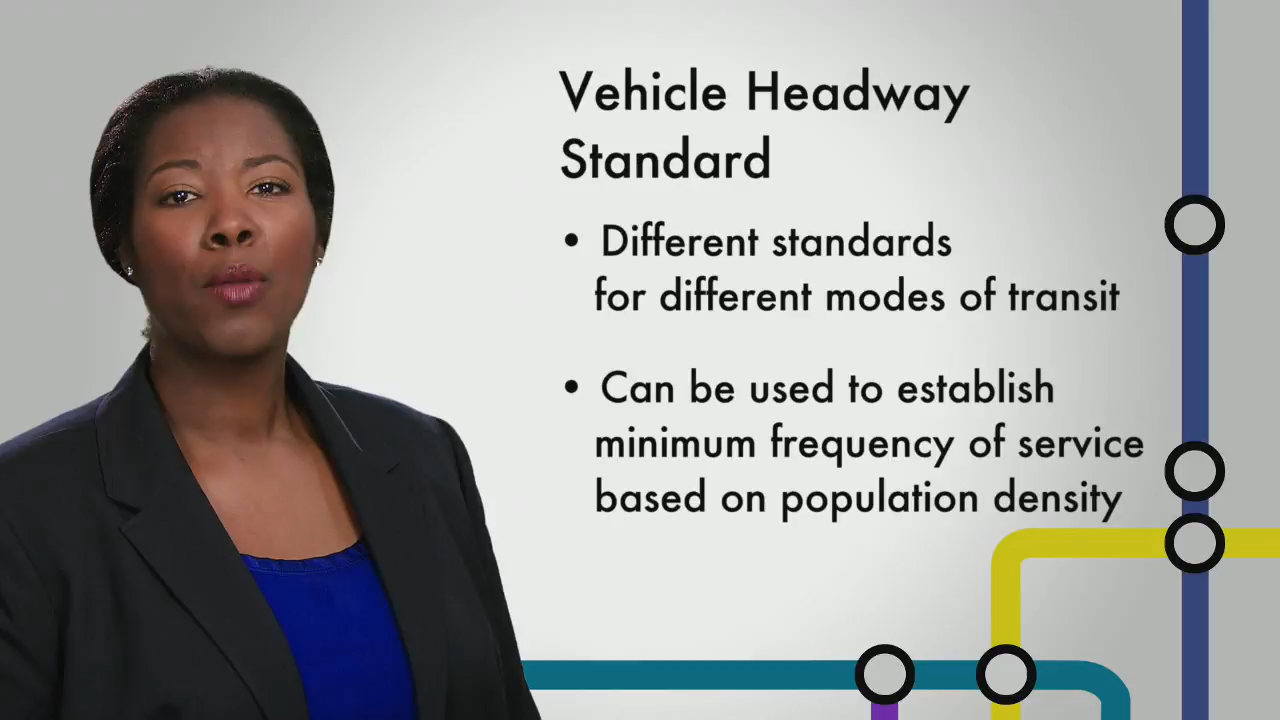 Vehicle Headway
Standard
• Different standards
for different modes of transit
• Can be used to establish
minimum frequency of service
based on population density